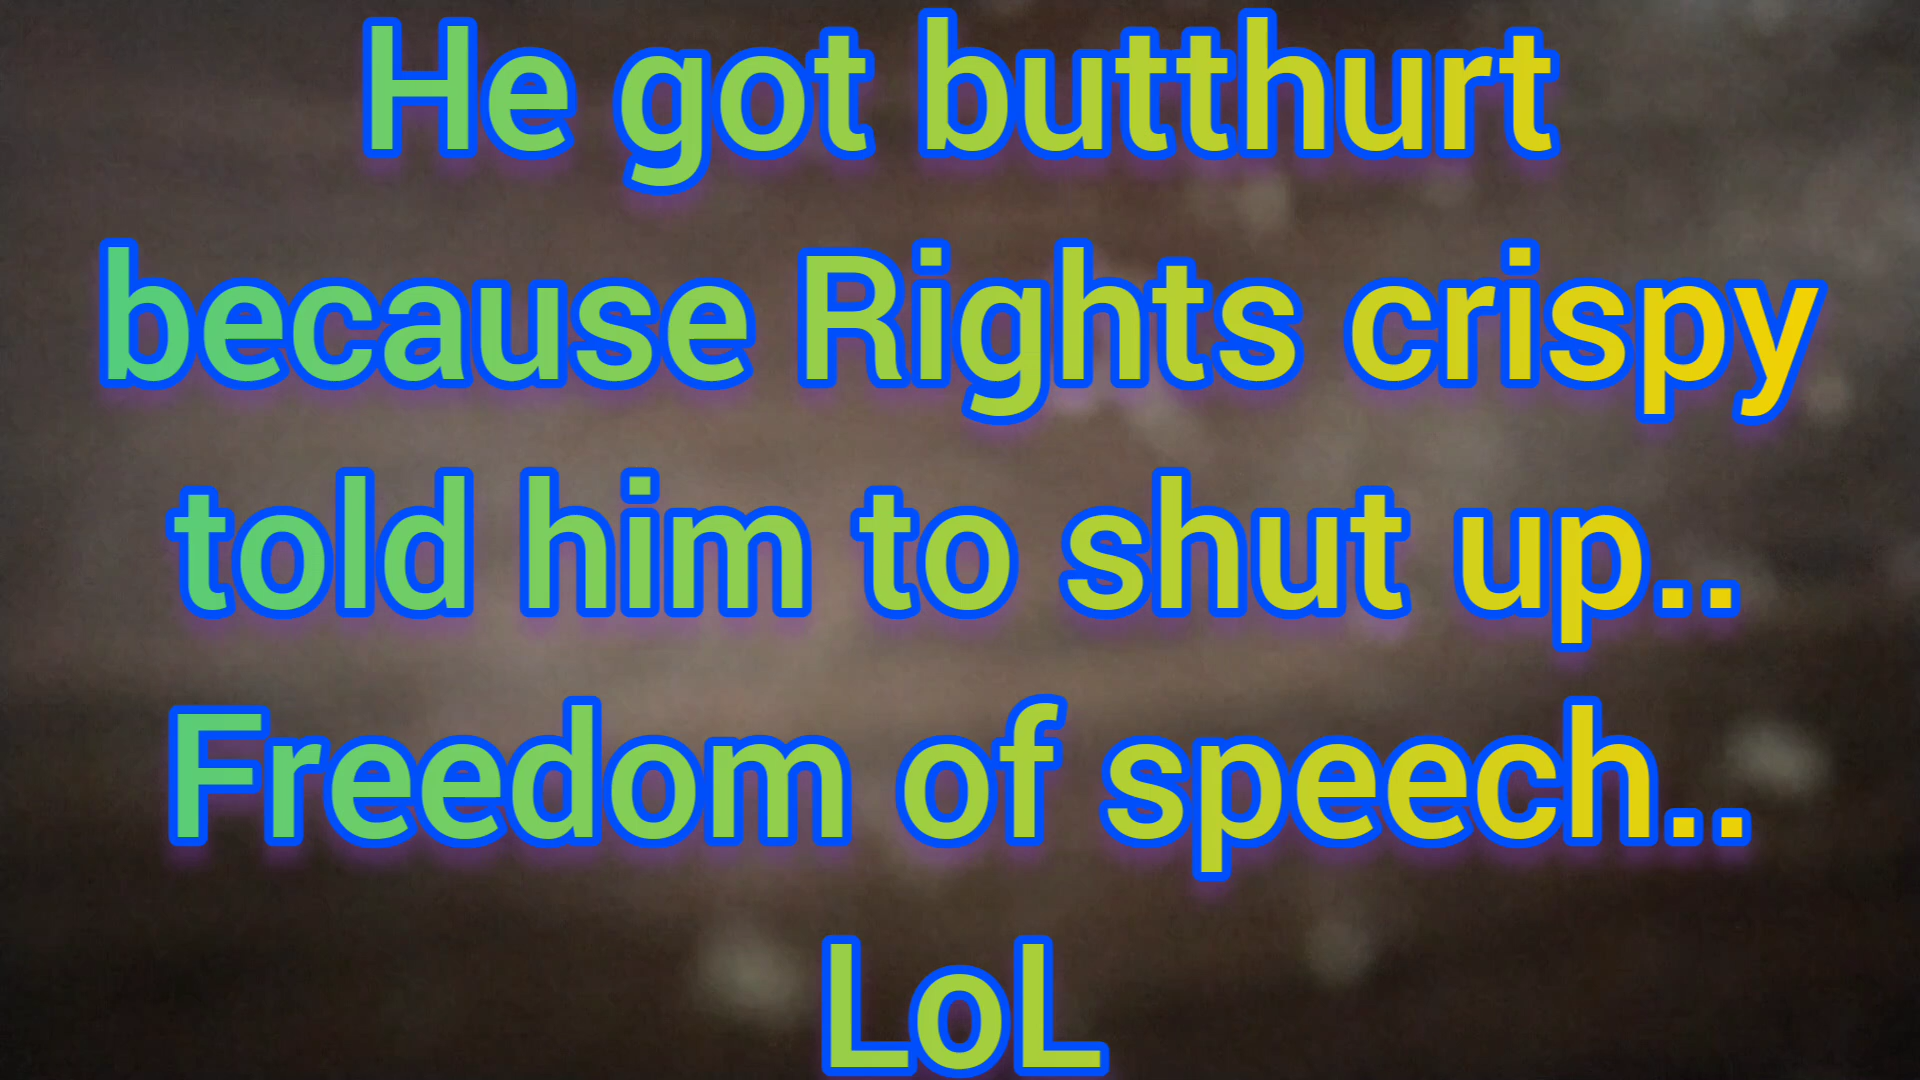 He got butthurt
because Rights crispy
told him to shut up..
Freedom of speech..
LoL